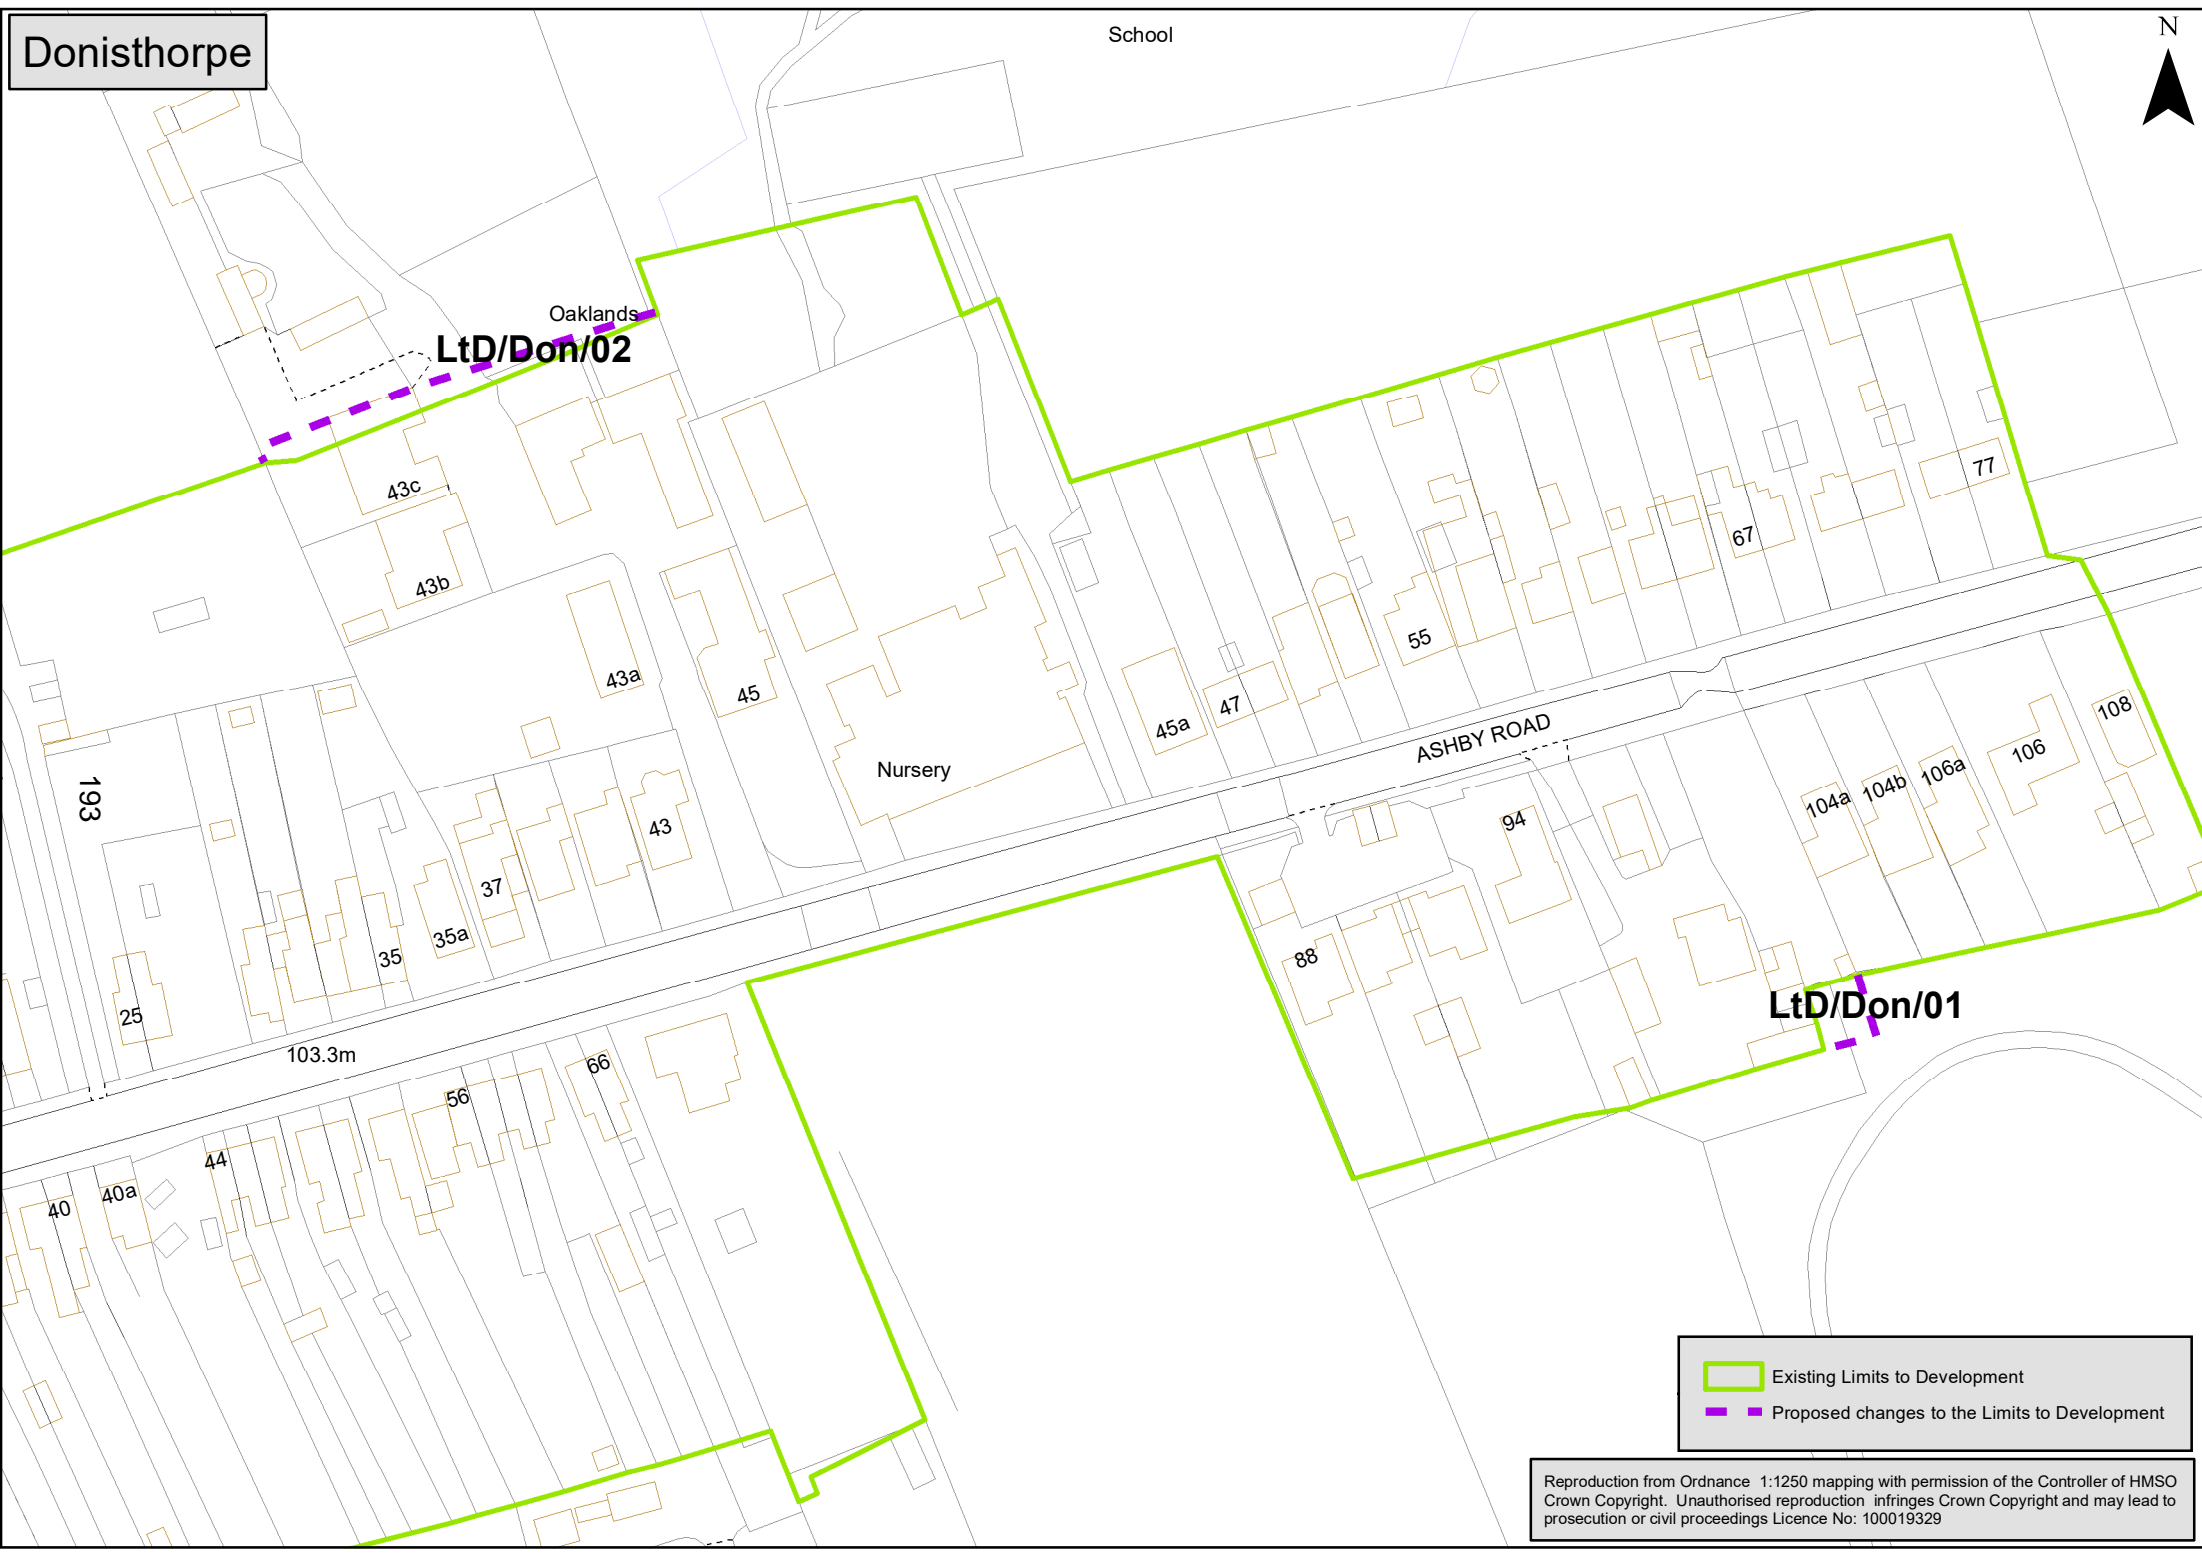 Donisthorpe
School
N
Oaklands
LtD/Don/02
43c
43b
43a
45
77
67
55
47
45a
ASHBY ROAD
Nursery
193
43
37
35a
35
25
108
106
106a
104b
104a
94
88
LtD/Don/01
103.3m
66
56
44
40a
40
Existing Limits to Development
Proposed changes to the Limits to Development
Reproduction from Ordnance 1:1250 mapping with permission of the Controller of HMSO
Crown Copyright. Unauthorised reproduction infringes Crown Copyright and may lead to
prosecution or civil proceedings Licence No: 100019329